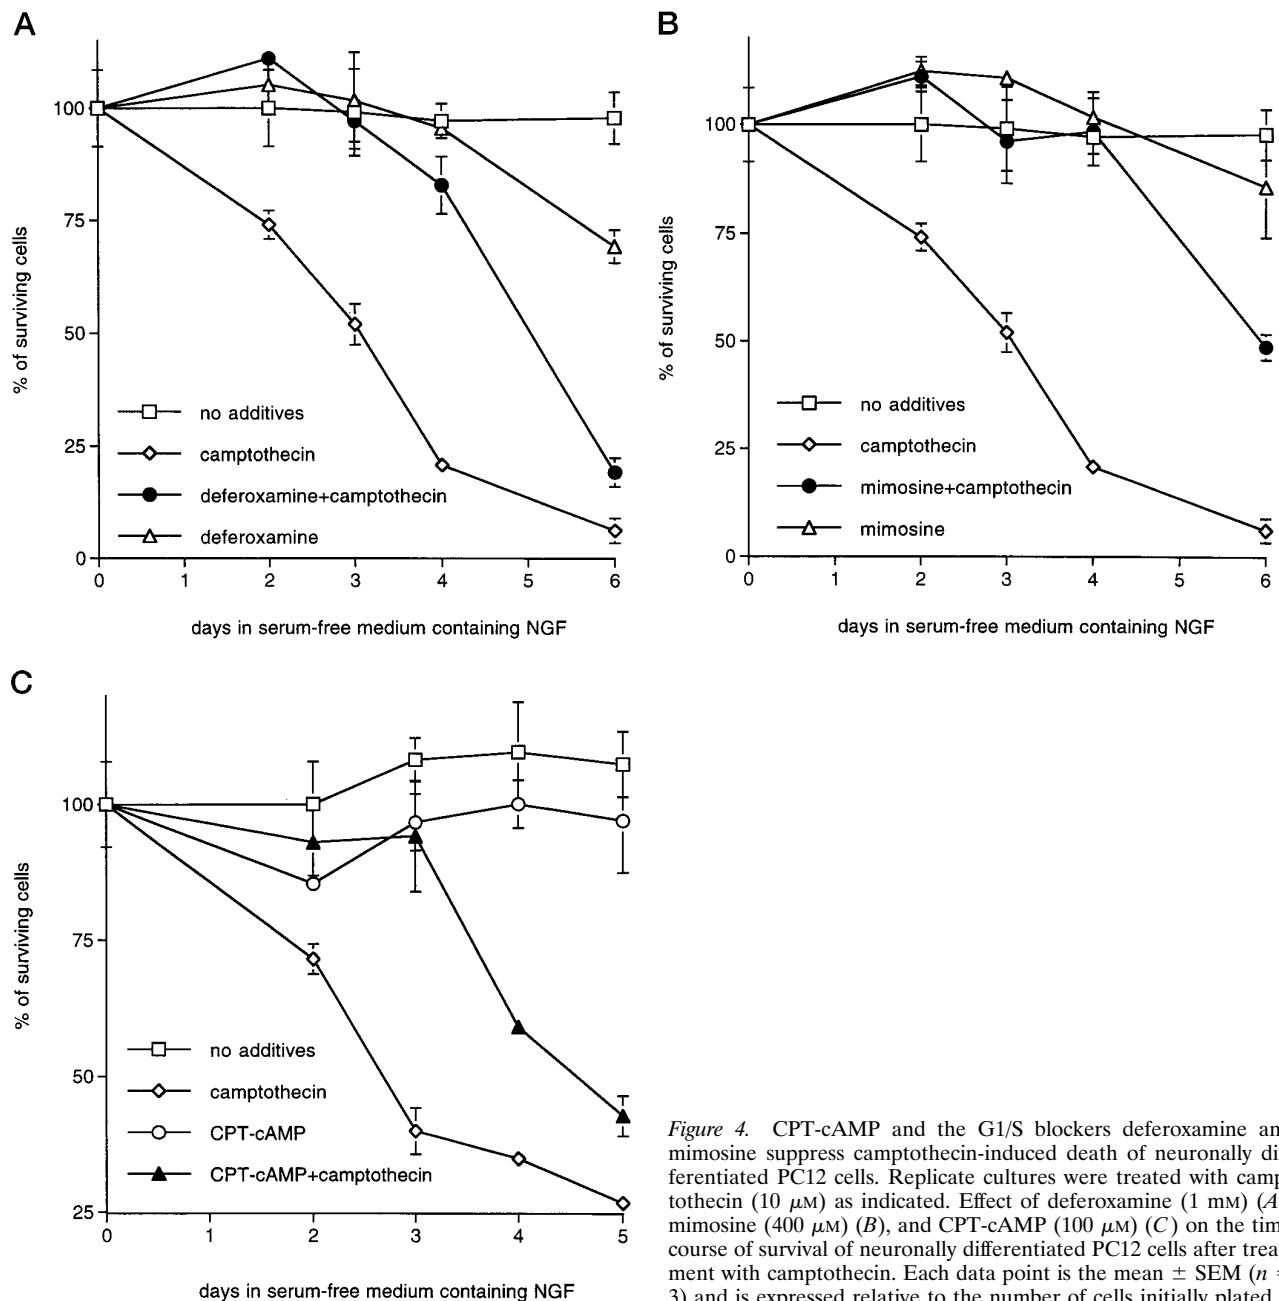 A
100
75
50
25
0
% of surviving cells
no additives
camptothecin
deferoxamine+camptothecin
deferoxamine
0 1 2 3 4 5 6
days in serum-free medium containing NGF
B
100
75
50
25
0
% of surviving cells
no additives
camptothecin
mimosine+camptothecin
mimosine
0 1 2 3 4 5 6
days in serum-free medium containing NGF
C
100
75
50
25
% of surviving cells
no additives
camptothecin
CPT-cAMP
CPT-cAMP+camptothecin
0 1 2 3 4 5
days in serum-free medium containing NGF
Figure 4. CPT-cAMP and the G1/S blockers deferoxamine an
mimosine suppress camptothecin-induced death of neuronally di
ferentiated PC12 cells. Replicate cultures were treated with camp
tothecin (10 μM) as indicated. Effect of deferoxamine (1 mM) (A
mimosine (400 μM) (B), and CPT-cAMP (100 μM) (C) on the tim
course of survival of neuronally differentiated PC12 cells after trea
ment with camptothecin. Each data point is the mean ± SEM (n =
3) and is expressed relative to the number of cells initially plated